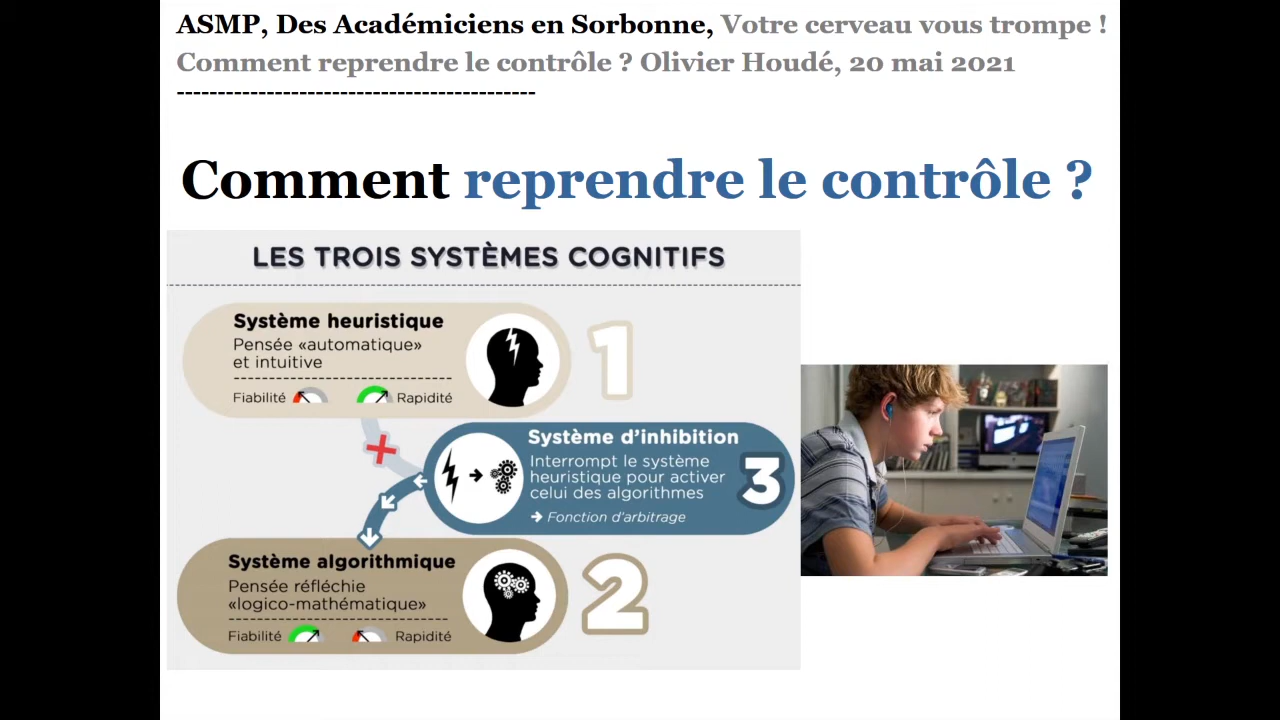 ASMP, Des Académiciens en Sorbonne, Votre cerveau vous trompe !
Comment reprendre le contrôle ? Olivier Houdé, 20 mai 2021
--------------------------------------------
Comment reprendre le contrôle ?
LES TROIS SYSTÈMES COGNITIFS
Système heuristique
Pensée «automatique»
et intuitive
Fiabilité Rapidité
1
Système d'inhibition
Interrompt le système
heuristique pour activer
celui des algorithmes
→ Fonction d'arbitrage
3
Système algorithmique
Pensée réfléchie
«logico-mathématique»
Fiabilité Rapidité
2